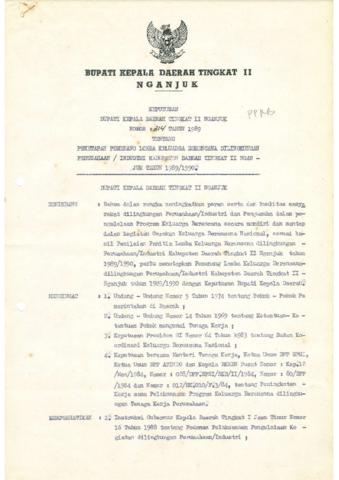 BUPATI KEPALA DAERAH TINGKAT II
NGANJUK
PPKB
KEPUTUSAN
BUPATI KEPALA DAERAH TINGKAT II NGANJUK
NOMOR 214 TAHUN 1989
TENTANG
PENETAPAN PEMENANG LOMBA KELUARGA BERENCANA DILINGKUNGAN
PERUSAHAAN / INDUSTRI KABUPATEN DAERAH TINGKAT II NGAN -
JUK TAHUN 1989/1990.
BUPATI KEPALA DAERAH TINGKAT II NGANJUK
MENIMBANG : Bahwa dalam rangka meningkatkan peran serta dan kwalitas masya
rakat dilingkungan Perusahaan/Industri dan Pengusaha dalam pe-
ngelolaan Program Keluarga Berencana secara mandiri dan mantap
dalam kegiatan Gerakan Keluarga Berencana Nasional, sesuai ha-
sil Penilaian Panitia Lomba Keluarga Berencana dilingkungan -
Perusahaan/Industri Kabupaten Daerah Tingkat II Nganjuk tahun
1989/1990, perlu menetapkan Pemenang Lomba Keluarga Berencana-
dilingkungan Perusahaan/Industri Kabupaten Daerah Tingkat II -
Nganjuk tahun 1989/1990 dengan Keputusan Bupati Kepala Daerah.
MENGINGAT : 1. Undang - Undang Nomor 5 Tahun 1974 tentang Pokok - Pokok Pe
merintahan di Daerah ;
2. Undang - Undang Nomor 14 Tahun 1969 tentang Ketentuan - Ke-
tentuan Pokok mengenai Tenaga Kerja ;
3. Keputusan Presiden RI Nomor 64 Tahun 1983 tentang Badan Ko-
ordinasi Keluarga Berencana Nasional ;
4. Keputusan bersama Menteri Tenaga Kerja, Ketua Umum DPP SPSI,
Ketua Umum DPP APINDO dan Kepala BKKBN Pusat Nomor : Kep.
/Men/1984, Nomor : /1984, Nomor : 80/DPP
/1984 dan Nomor : /84, tentang Peningkatan
Kerja sama Pelaksanaan Program Keluarga Berencana dilingkung
an Tenaga Kerja Perusahaan.
MEMPERHATIKAN : 1. Instruksi Gubernur Kepala Daerah Tingkat I Jawa Timur Nomor
16 Tahun 1988 tentang Pedoman Pelaksanaan Pengelolaan Ke-
giatan dilingkungan Perusahaan/Industri ;